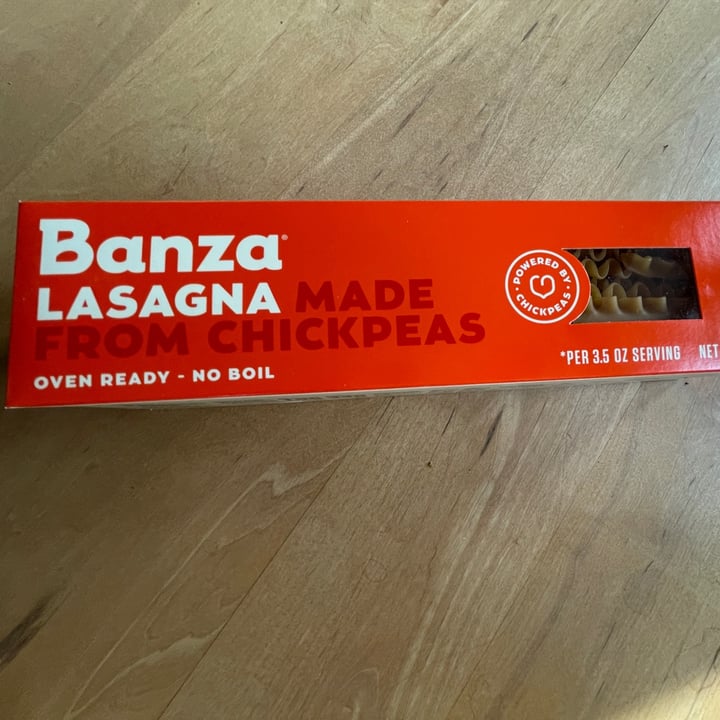 Banza®
LASAGNA MADE
FROM CHICKPEAS
OVEN READY - NO BOIL
POWERED BY
CHICKPEAS
*PER 3.5 OZ SERVING NET